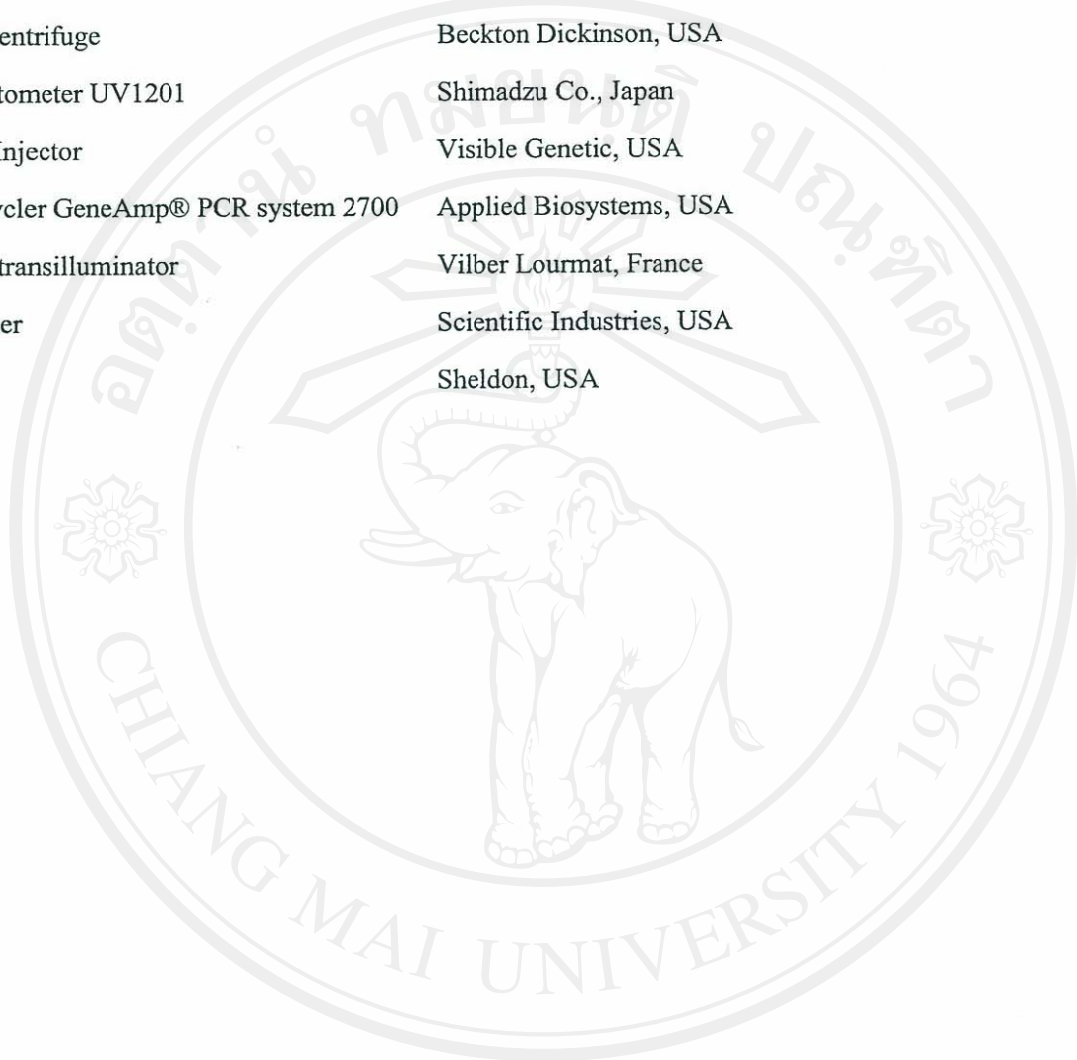 entrifuge Beckton Dickinson, USA
tometer UV1201 Shimadzu Co., Japan
Injector Visible Genetic, USA
ycler GeneAmp® PCR system 2700 Applied Biosystems, USA
transilluminator Vilber Lourmat, France
er Scientific Industries, USA
Sheldon, USA
CHIANG MAI UNIVERSITY 1964